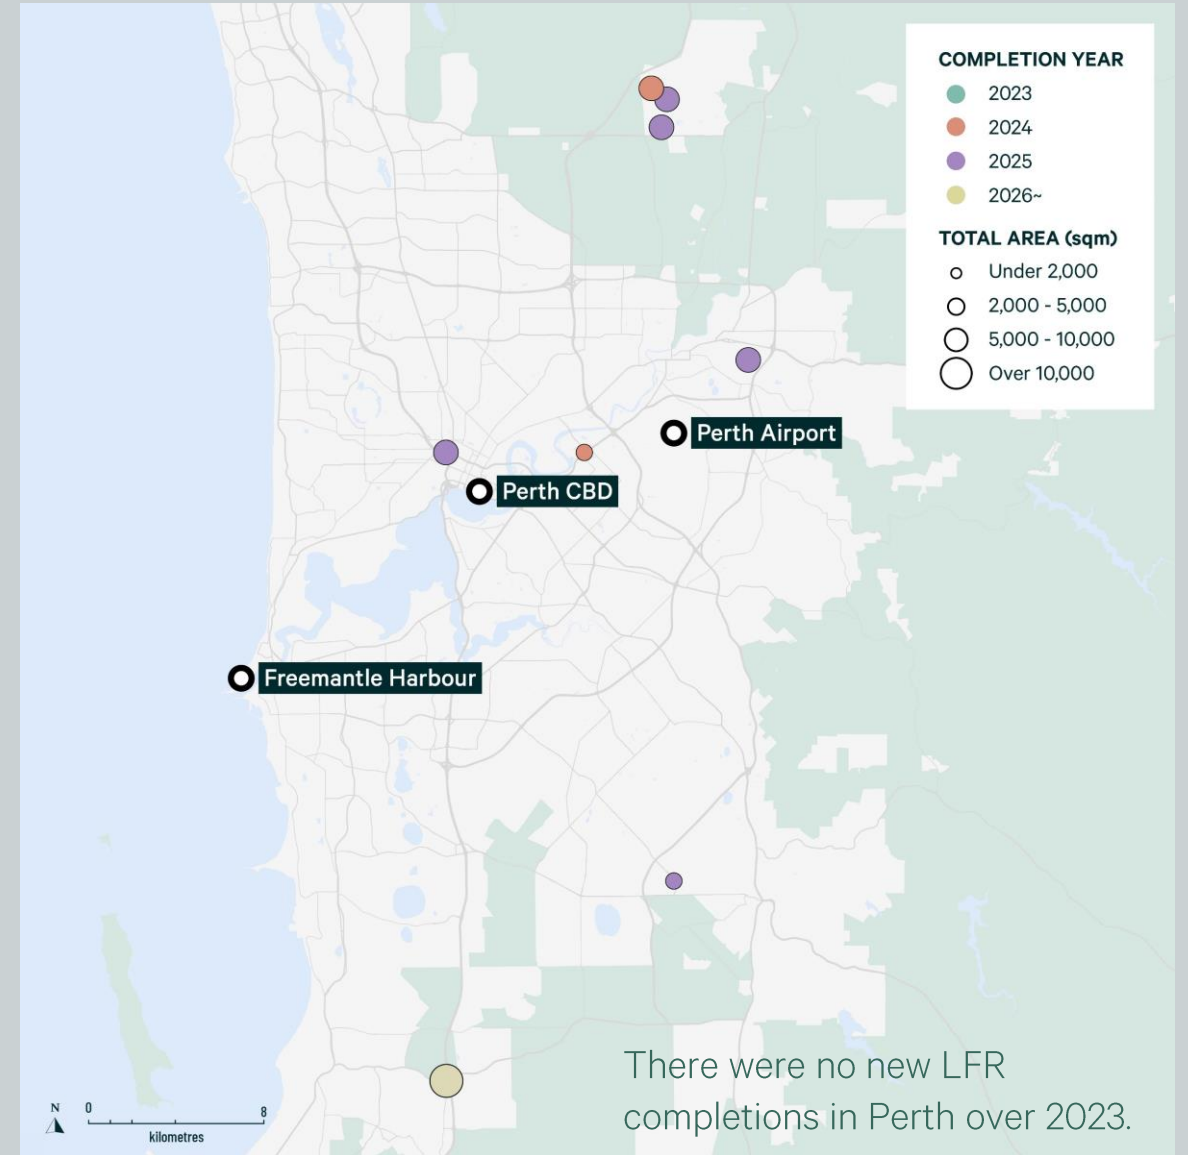 COMPLETION YEAR
2023
2024
2025
2026~
TOTAL AREA (sqm)
Under 2,000
2,000 - 5,000
5,000 - 10,000
Over 10,000
Perth Airport
Perth CBD
Freemantle Harbour
There were no new LFR
completions in Perth over 2023.
N
0 8
kilometres